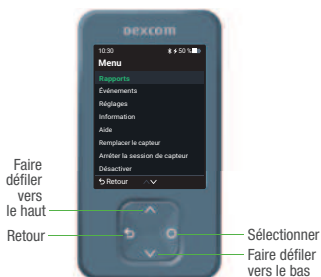 Dexcom
10:30 50 %
Menu
Rapports
Événements
Réglages
Information
Aide
Remplacer le capteur
Arrêter la session de capteur
Désactiver
Retour
Faire
défiler
vers
le haut
Retour
Sélectionner
Faire défiler
vers le bas